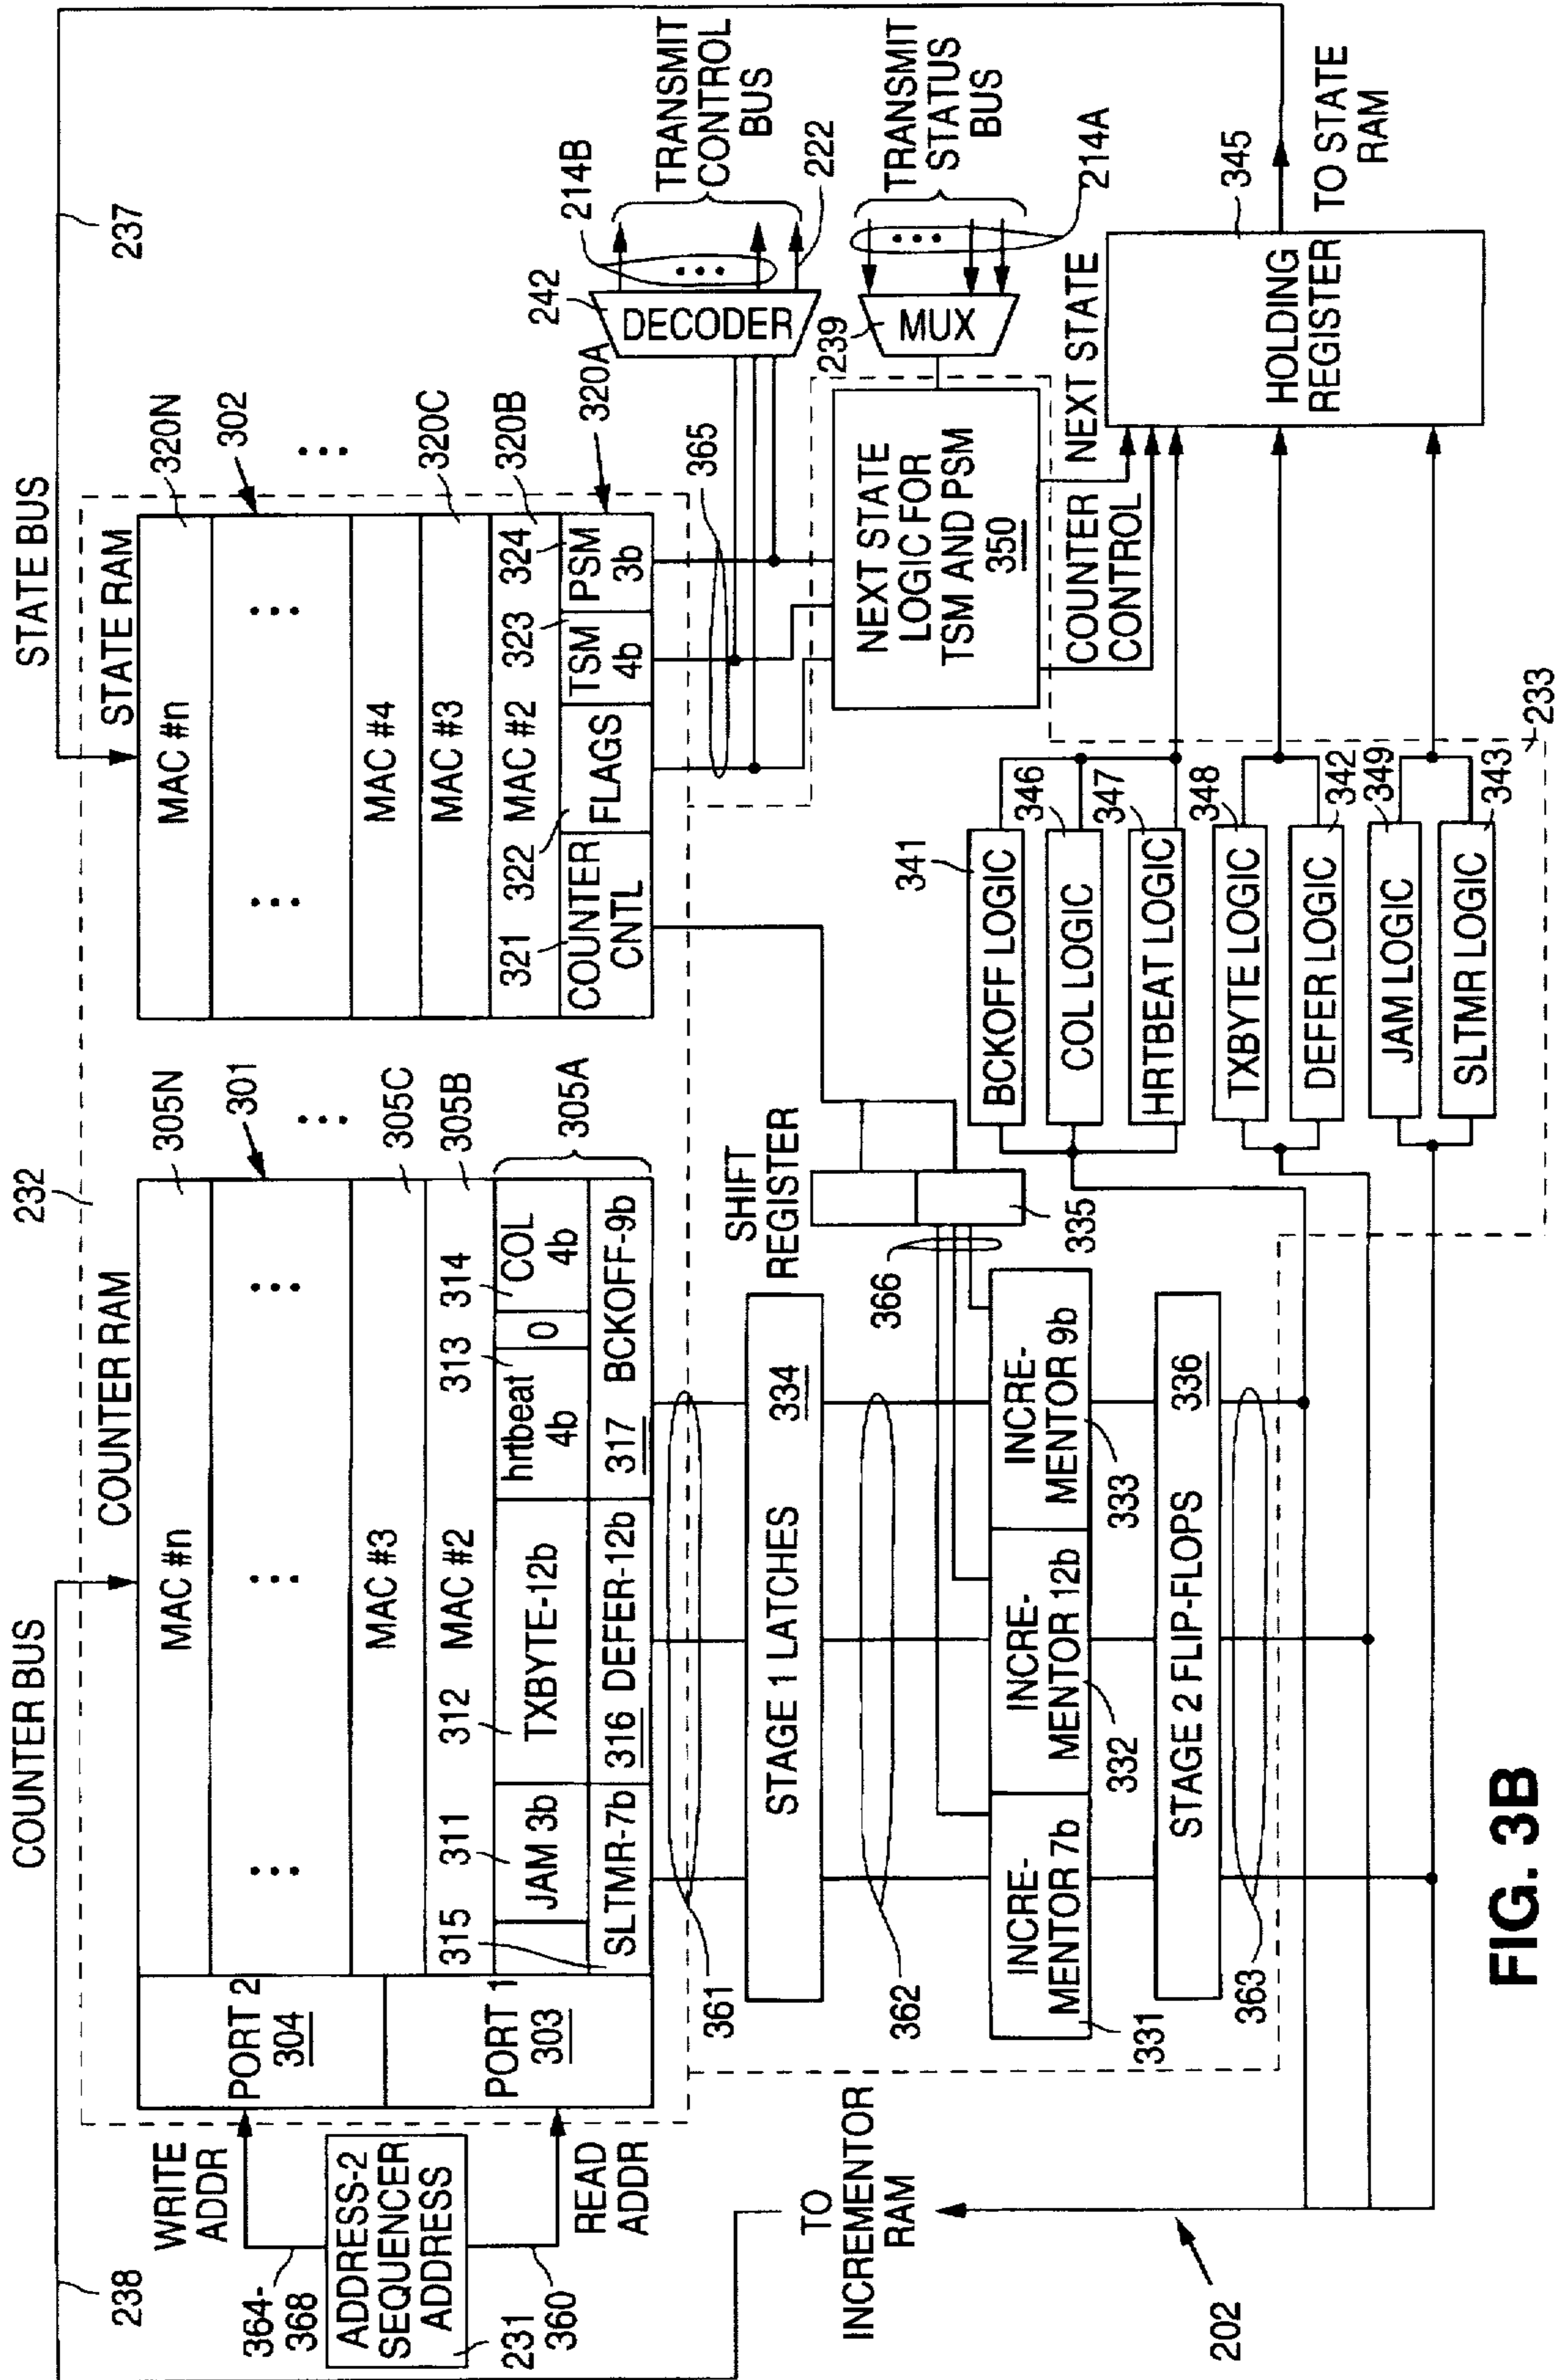 COUNTER BUS
STATE BUS
238
232
237
COUNTER RAM
STATE RAM
WRITE
ADDR
364-
368
ADDRESS-2
SEQUENCER
ADDRESS
231
360
READ
ADDR
PORT 2
304
PORT 1
303
MAC #n
305N
301
MAC #3
305C
MAC #2
305B
305A
315
311
312
313
314
JAM 3b
TXBYTE-12b
hrtbeat
4b
0
COL
4b
SLTMR-7b
316
DEFER-12b
317
BCKOFF-9b
MAC #n
320N
302
MAC #4
MAC #3
320C
MAC #2
320B
320A
321
322
323
324
COUNTER
CNTL
FLAGS
TSM
4b
PSM
3b
242
DECODER
214B
TRANSMIT
CONTROL
BUS
222
365
239
MUX
TRANSMIT
STATUS
BUS
214A
361
STAGE 1 LATCHES
334
362
SHIFT
REGISTER
366
335
INCRE-
MENTOR 7b
331
INCRE-
MENTOR 12b
332
INCRE-
MENTOR 9b
333
STAGE 2 FLIP-FLOPS
336
363
NEXT STATE
LOGIC FOR
TSM AND PSM
350
NEXT STATE
COUNTER
CONTROL
HOLDING
REGISTER
345
TO STATE
RAM
341
BCKOFF LOGIC
346
COL LOGIC
347
HRTBEAT LOGIC
348
TXBYTE LOGIC
342
DEFER LOGIC
349
JAM LOGIC
343
SLTMR LOGIC
233
TO
INCREMENTOR
RAM
202
FIG. 3B